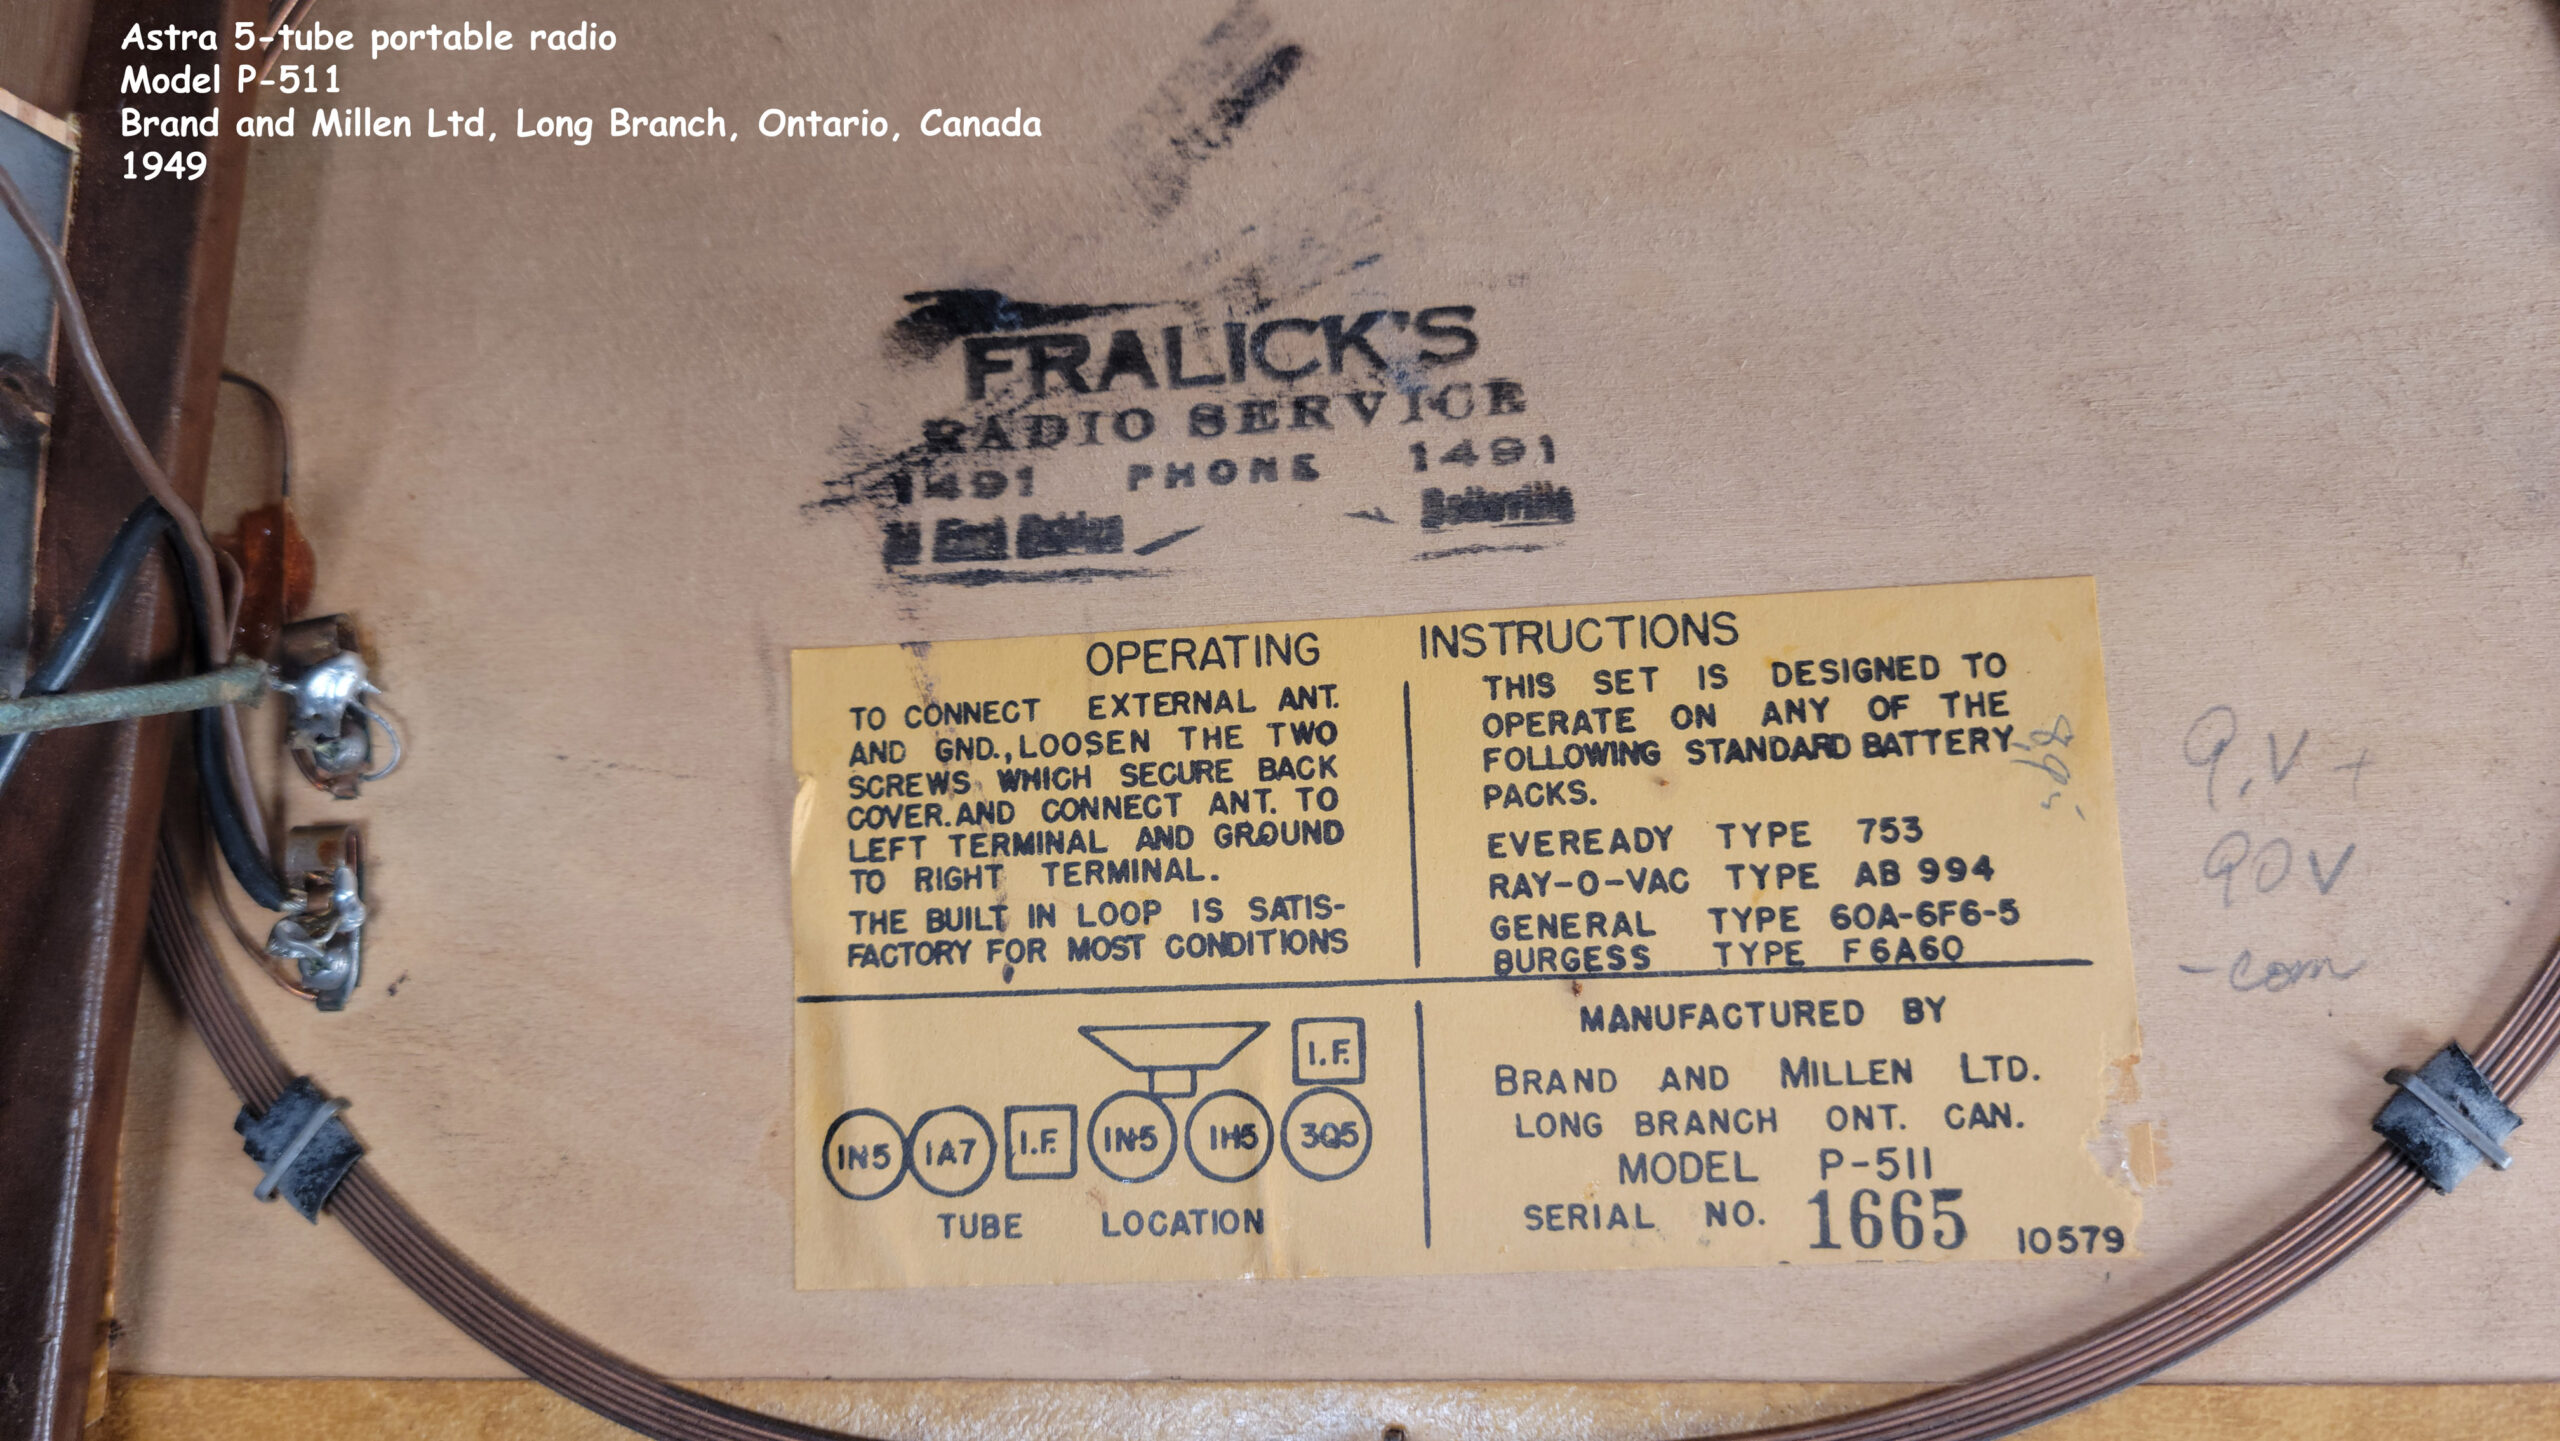 Astra 5-tube portable radio
Model P-511
Brand and Millen Ltd, Long Branch, Ontario, Canada
1949
FRALICK'S
RADIO SERVICE
1491 PHONE 1491
Belleville
OPERATING INSTRUCTIONS
TO CONNECT EXTERNAL ANT.
AND GND., LOOSEN THE TWO
SCREWS WHICH SECURE BACK
COVER. AND CONNECT ANT. TO
LEFT TERMINAL AND GROUND
TO RIGHT TERMINAL.
THE BUILT IN LOOP IS SATIS-
FACTORY FOR MOST CONDITIONS
THIS SET IS DESIGNED TO
OPERATE ON ANY OF THE
FOLLOWING STANDARD BATTERY
PACKS.
EVEREADY TYPE 753
RAY-O-VAC TYPE AB 994
GENERAL TYPE 60A-6F6-5
BURGESS TYPE F6A60
I.F.
1N5 1A7 I.F. 1N5 1H5 3Q5
TUBE LOCATION
MANUFACTURED BY
BRAND AND MILLEN LTD.
LONG BRANCH ONT. CAN.
MODEL P-511
SERIAL NO. 1665 10579
9.V +
90V
- com